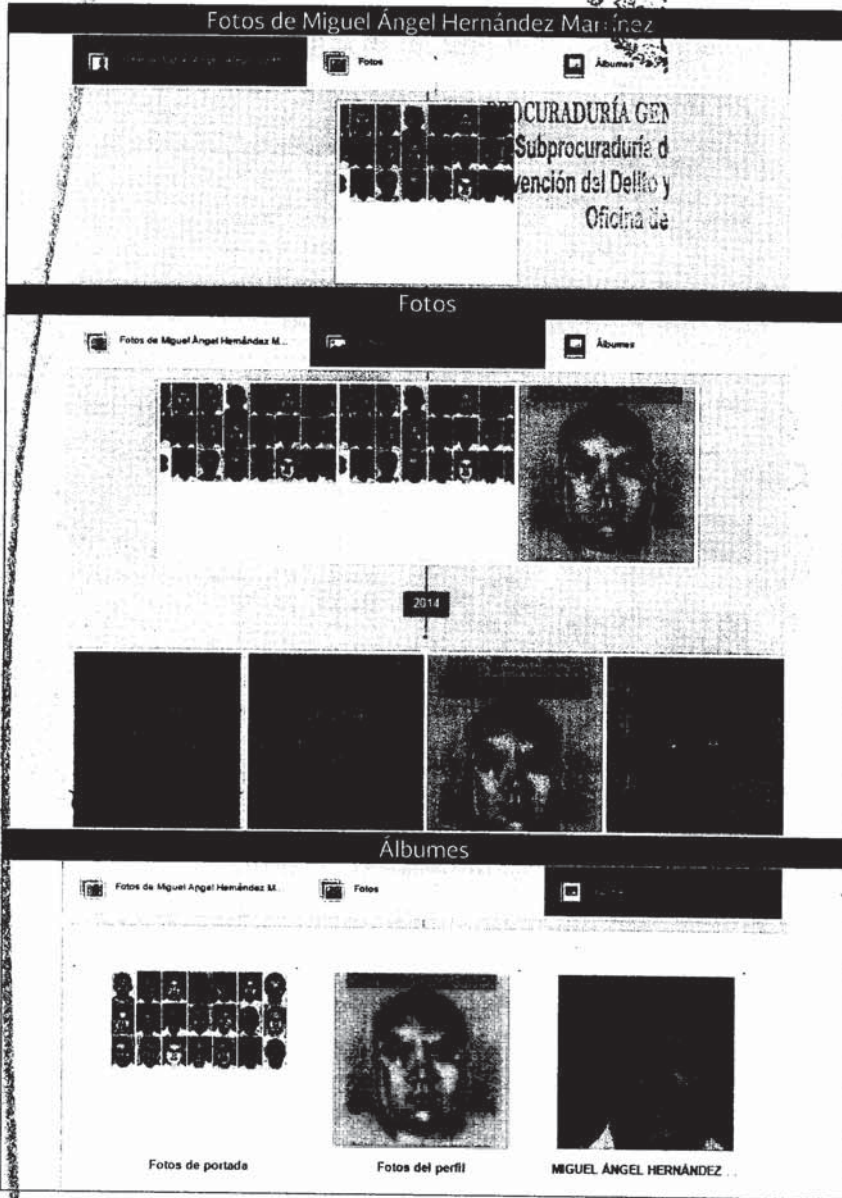 Fotos de Miguel Ángel Hernández Martínez
Fotos
Álbumes
PROCURADURÍA GEN
Subprocuraduría d
vención del Delito y
Oficina de
Fotos
Fotos de Miguel Ángel Hernández M...
Álbumes
2014
Álbumes
Fotos de Miguel Ángel Hernández M...
Fotos
Fotos de portada
Fotos del perfil
MIGUEL ÁNGEL HERNÁNDEZ ...